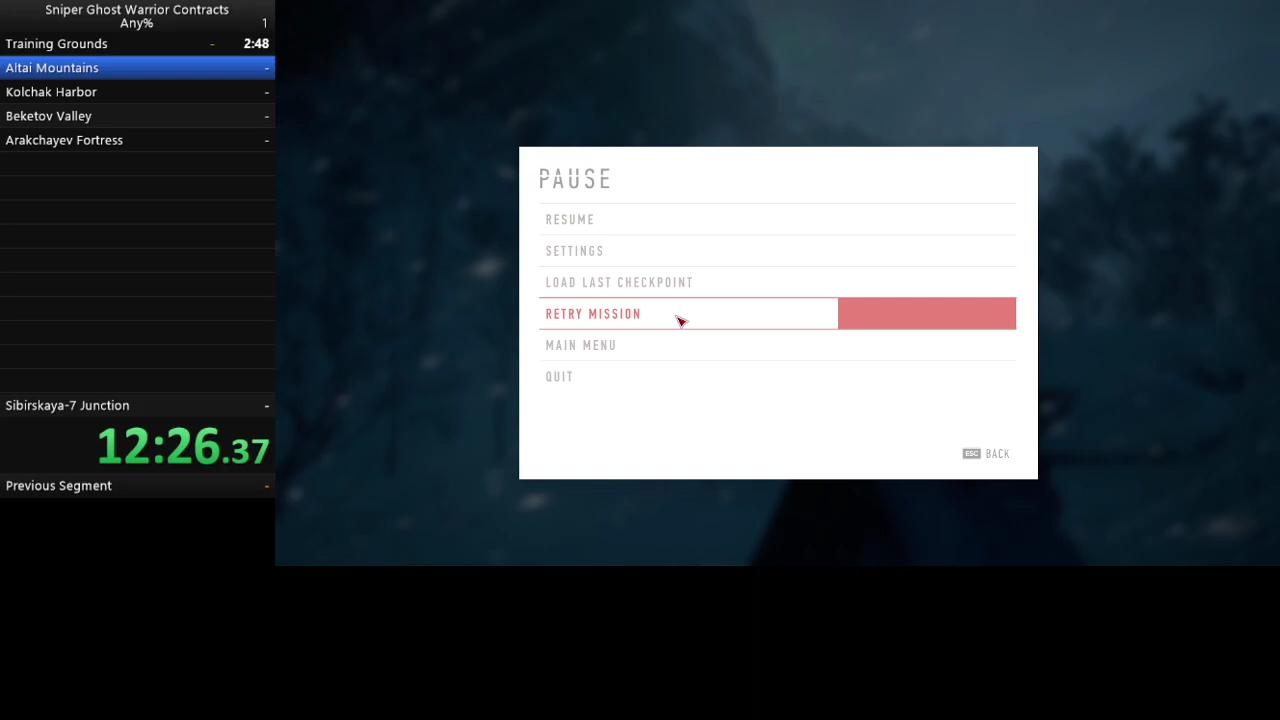 Sniper Ghost Warrior Contracts
Any%
1
Training Grounds - 2:48
Altai Mountains -
Kolchak Harbor -
Beketov Valley -
Arakchayev Fortress -
Sibirskaya-7 Junction -
12:26.37
Previous Segment -
PAUSE
RESUME
SETTINGS
LOAD LAST CHECKPOINT
RETRY MISSION
MAIN MENU
QUIT
ESC BACK